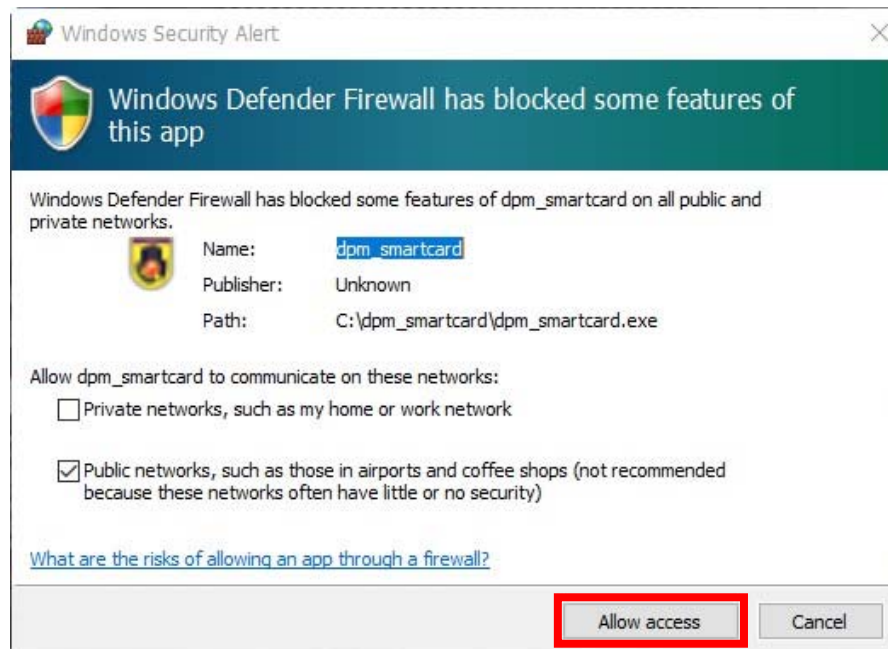 Windows Security Alert
Windows Defender Firewall has blocked some features of
this app
Windows Defender Firewall has blocked some features of dpm_smartcard on all public and
private networks.
Name: dpm_smartcard
Publisher: Unknown
Path: C:\dpm_smartcard\dpm_smartcard.exe
Allow dpm_smartcard to communicate on these networks:
Private networks, such as my home or work network
Public networks, such as those in airports and coffee shops (not recommended
because these networks often have little or no security)
What are the risks of allowing an app through a firewall?
Allow access Cancel